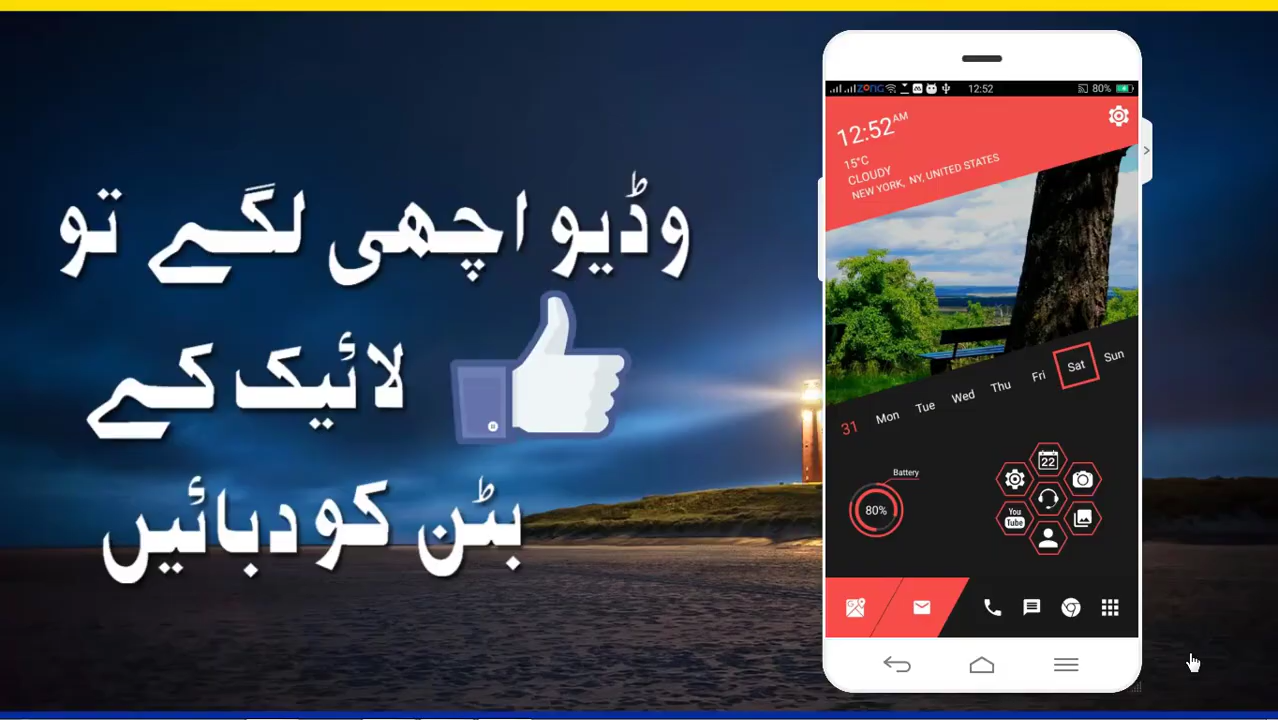 وڈیو اچھی لگے تو
لائیک کے
بٹن کو دبائیں
ZONG
12:52
80%
12:52 AM
15°C
CLOUDY
NEW YORK, NY, UNITED STATES
31 Mon Tue Wed Thu Fri Sat Sun
Battery
80%
22
You
Tube